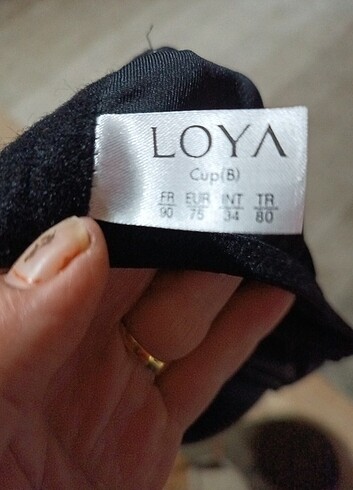 LOYA
Cup(B)
FR EUR INT TR
90 75 34 80